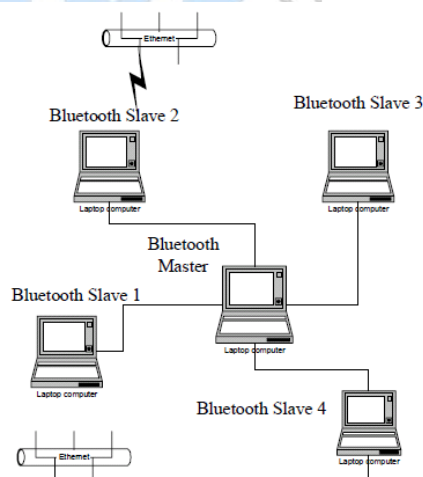 Ethernet
Bluetooth Slave 2
Bluetooth Slave 3
Laptop computer
Laptop computer
Bluetooth
Master
Bluetooth Slave 1
Laptop computer
Laptop computer
Bluetooth Slave 4
Ethernet
Laptop computer